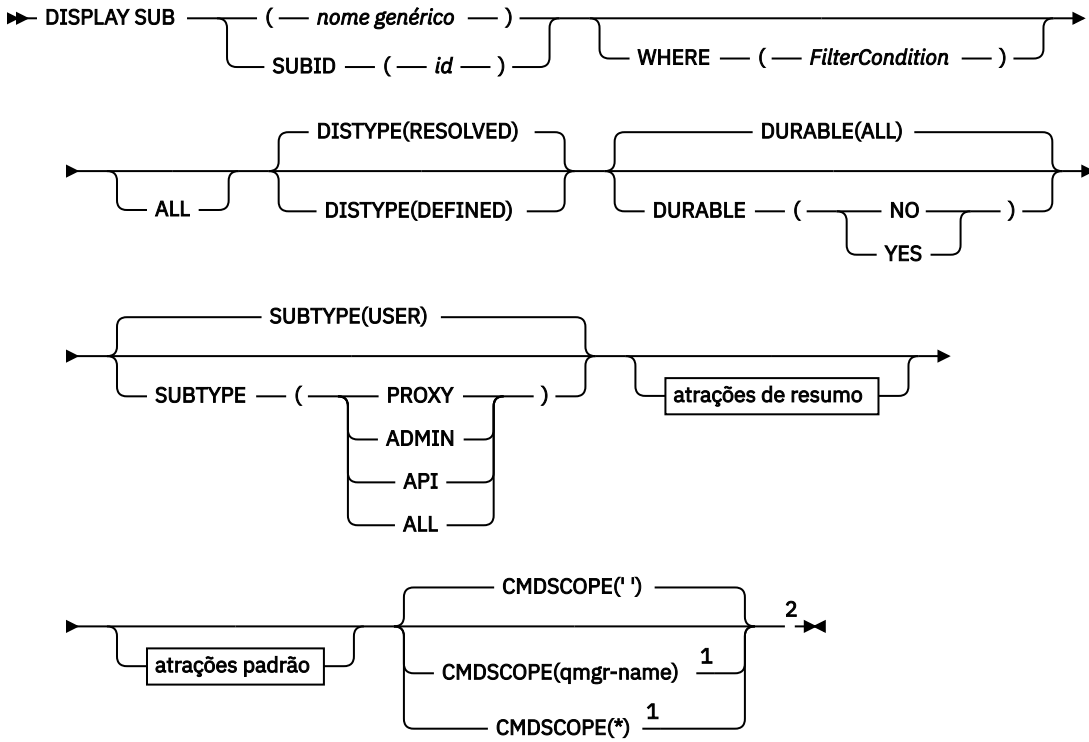 DISPLAY SUB ( nome genérico )
SUBID ( id )
WHERE ( FilterCondition )
ALL
DISTYPE(RESOLVED)
DISTYPE(DEFINED)
DURABLE(ALL)
DURABLE ( NO )
YES
SUBTYPE(USER)
SUBTYPE ( PROXY )
ADMIN
API
ALL
atrações de resumo
atrações padrão
CMDSCOPE(' ')
CMDSCOPE(qmgr-name) 1
CMDSCOPE(*) 1
2